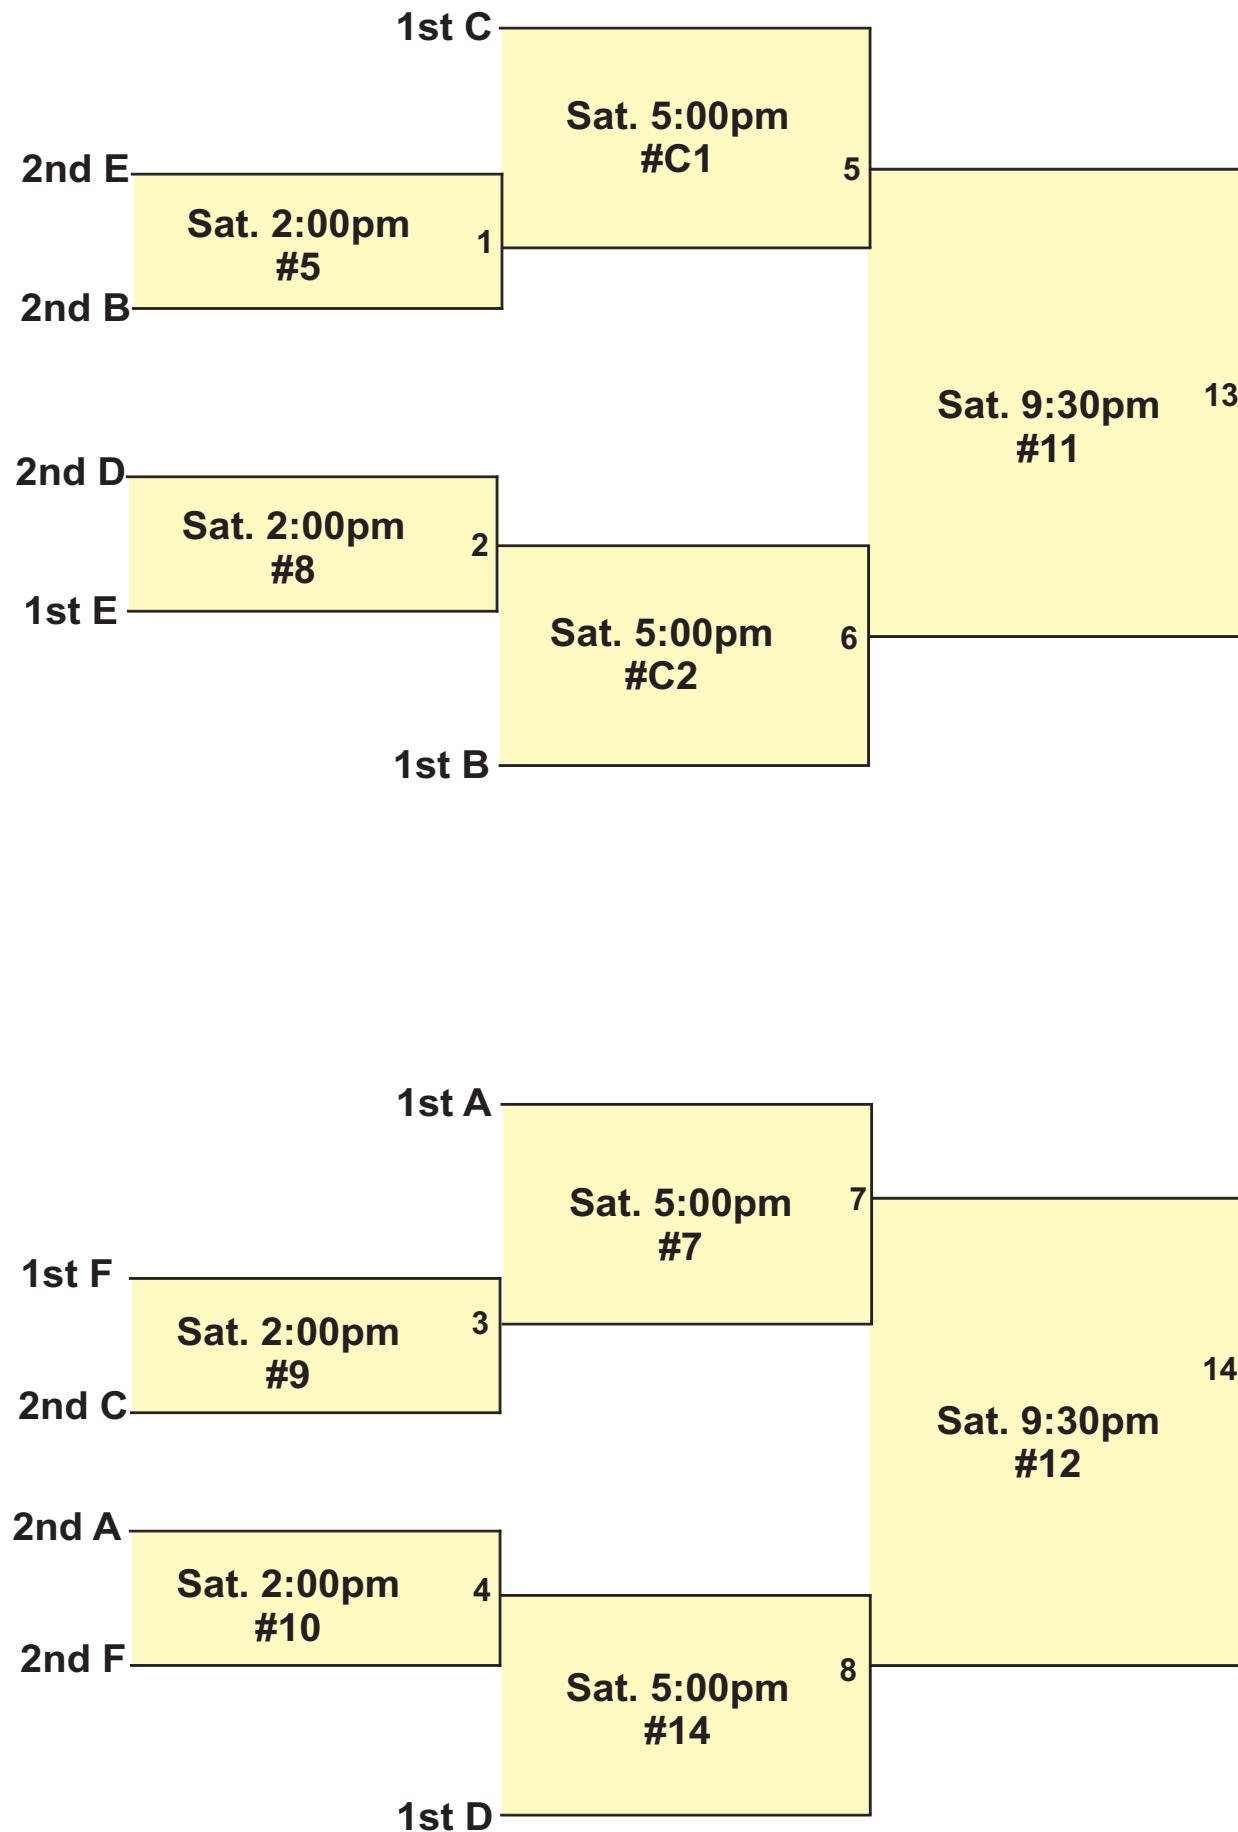 1st C
Sat. 5:00pm
#C1
5
2nd E
Sat. 2:00pm
#5
1
2nd B
Sat. 9:30pm
#11
13
2nd D
Sat. 2:00pm
#8
2
1st E
Sat. 5:00pm
#C2
6
1st B
1st A
Sat. 5:00pm
#7
7
1st F
Sat. 2:00pm
#9
3
2nd C
Sat. 9:30pm
#12
14
2nd A
Sat. 2:00pm
#10
4
2nd F
Sat. 5:00pm
#14
8
1st D